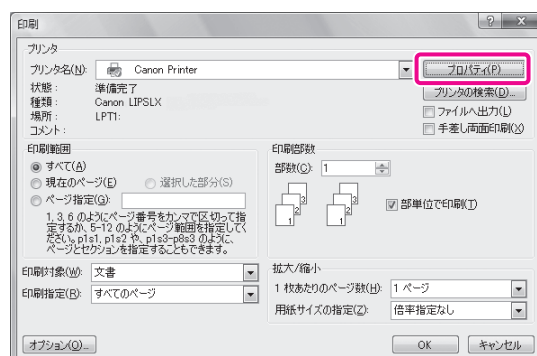 印刷
プリンタ
プリンタ名(N): Canon Printer プロパティ(P)
状態: 準備完了 プリンタの検索(D)...
種類: Canon LIPSLX
場所: LPT1: ファイルへ出力(L)
コメント: 手差し両面印刷(X)
印刷範囲
すべて(A)
現在のページ(E) 選択した部分(S)
ページ指定(G):
1, 3, 6 のようにページ番号をカンマで区切って指
定するか、5-12 のようにページ範囲を指定してく
ださい。p1s1, p1s2 や、p1s3-p8s3 のように、
ページとセクションを指定することもできます。
印刷部数
部数(C): 1
1 2 3
1 2 3
部単位で印刷(T)
印刷対象(W): 文書
印刷指定(R): すべてのページ
拡大/縮小
1 枚あたりのページ数(H): 1 ページ
用紙サイズの指定(Z): 倍率指定なし
オプション(O)... OK キャンセル